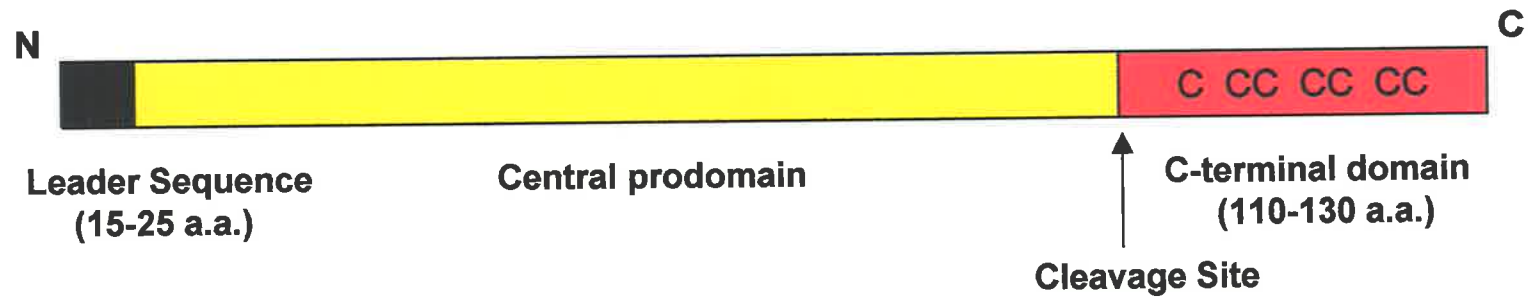 N
C
C CC CC CC
Leader Sequence
(15-25 a.a.)
Central prodomain
C-terminal domain
(110-130 a.a.)
Cleavage Site